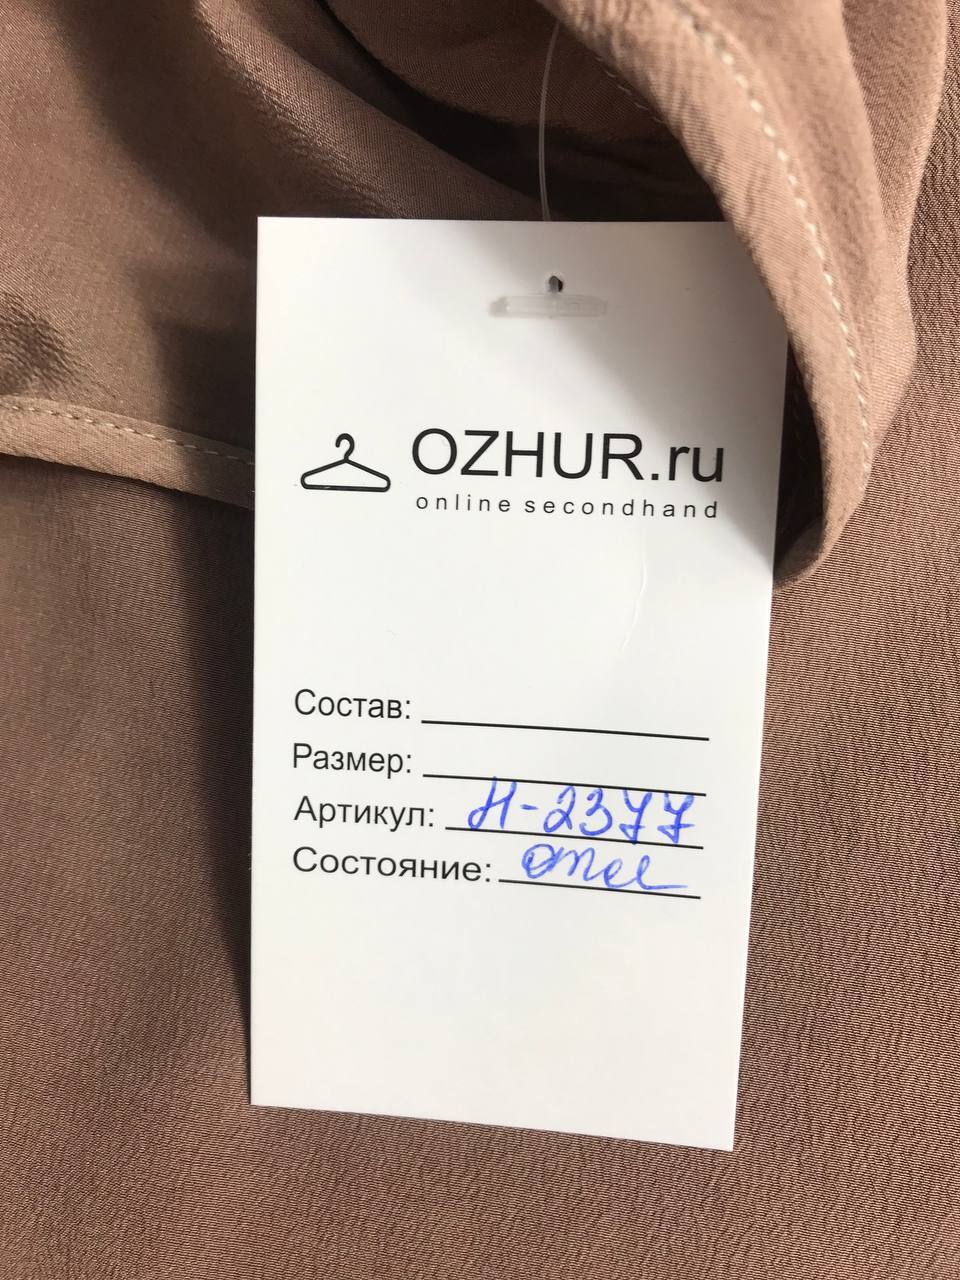 OZHUR.ru
online secondhand
Состав:
Размер:
Артикул: Н-2377
Состояние: отл